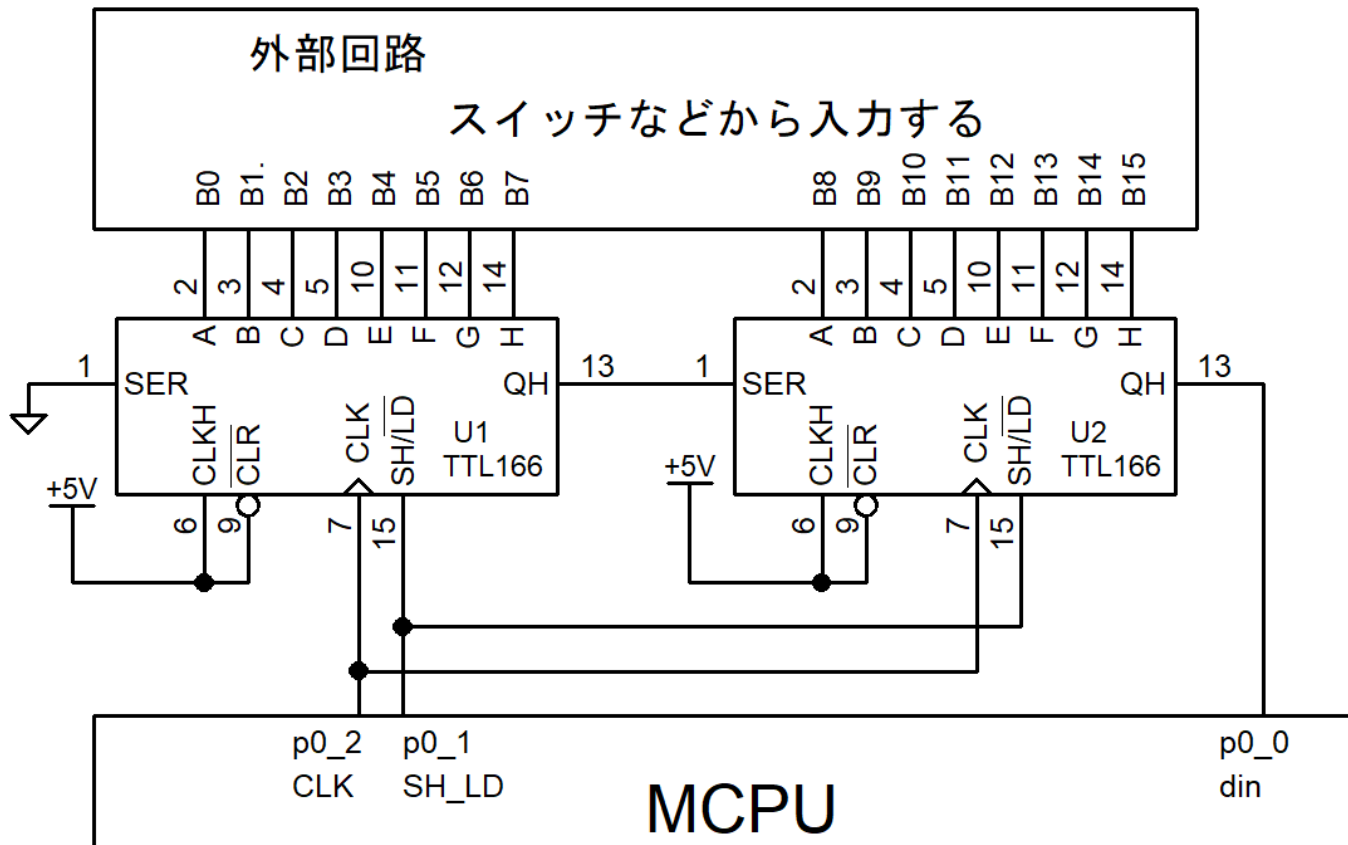 外部回路
スイッチなどから入力する
B0 B1. B2 B3 B4 B5 B6 B7 B8 B9 B10 B11 B12 B13 B14 B15
2 3 4 5 10 11 12 14 2 3 4 5 10 11 12 14
A B C D E F G H A B C D E F G H
1 SER QH 13 1 SER QH 13
CLKH CLR CLK SH/LD U1 CLKH CLR CLK SH/LD U2
TTL166 TTL166
+5V +5V
6 9 7 15 6 9 7 15
p0_2 p0_1 p0_0
CLK SH_LD din
MCPU